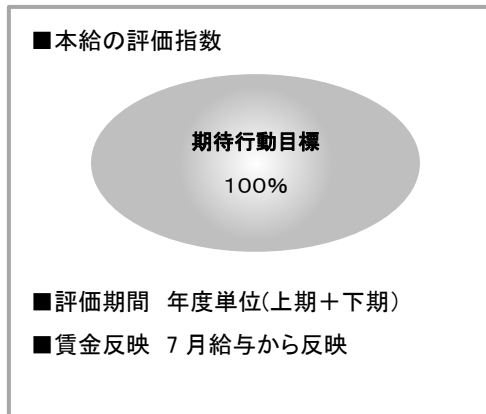 ■本給の評価指数
期待行動目標
100%
■評価期間 年度単位(上期＋下期)
■賃金反映 7月給与から反映